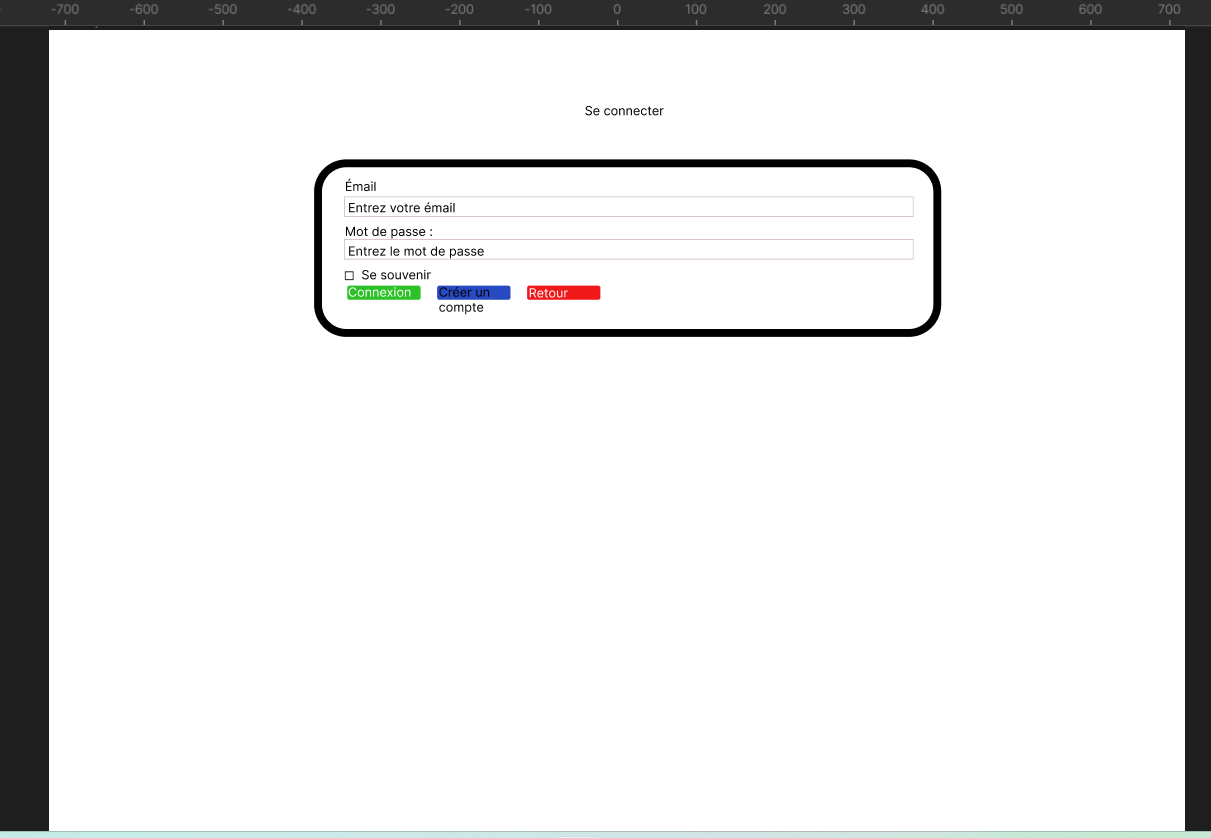 -700 -600 -500 -400 -300 -200 -100 0 100 200 300 400 500 600 700
Se connecter
Émail
Entrez votre émail
Mot de passe :
Entrez le mot de passe
Se souvenir
Connexion Créer un Retour
compte